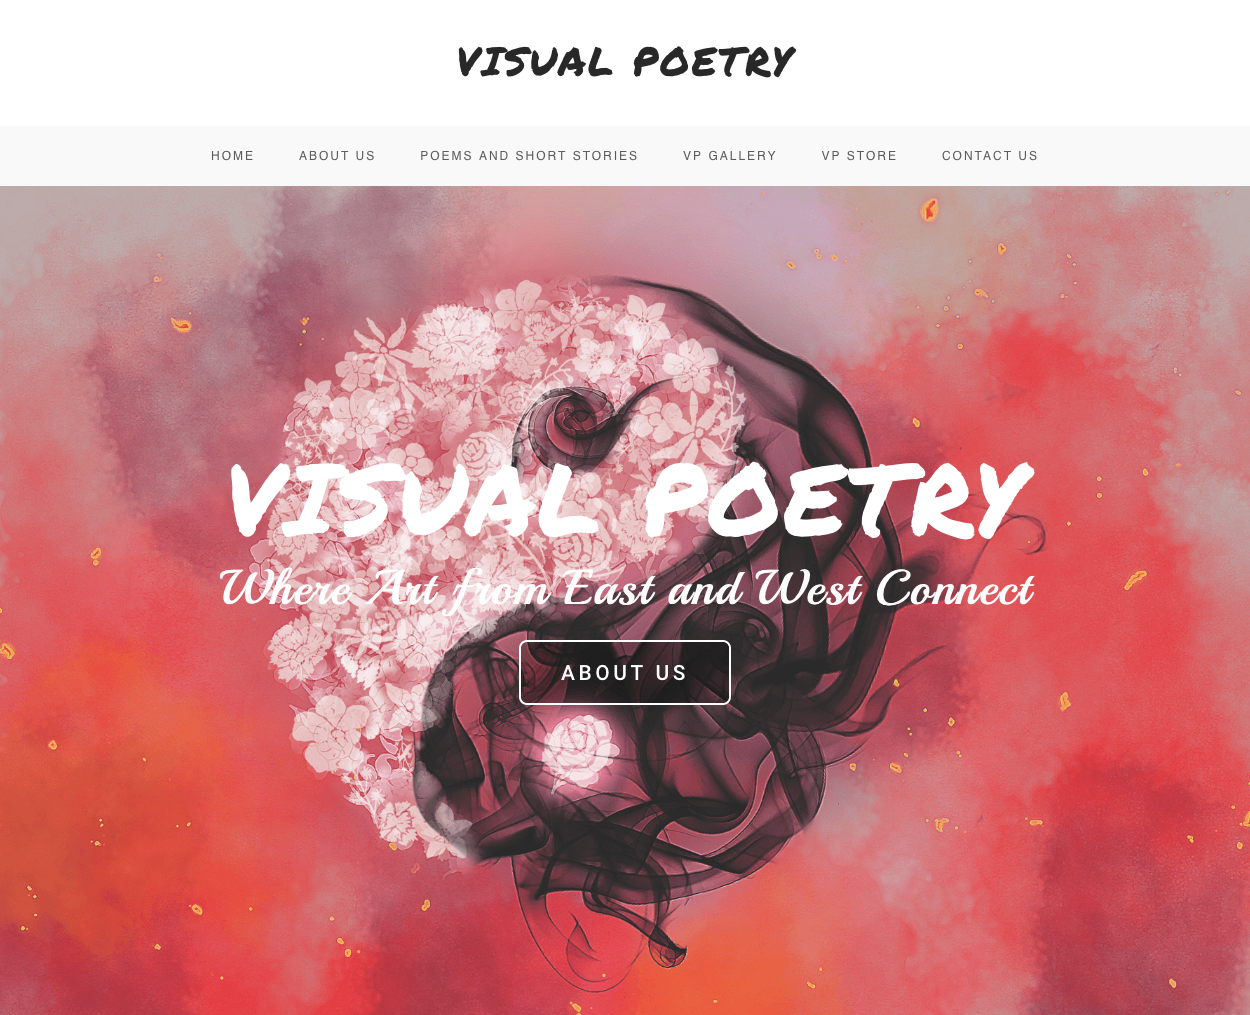 VISUAL POETRY
HOME ABOUT US POEMS AND SHORT STORIES VP GALLERY VP STORE CONTACT US
VISUAL POETRY
Where Art from East and West Connect
ABOUT US